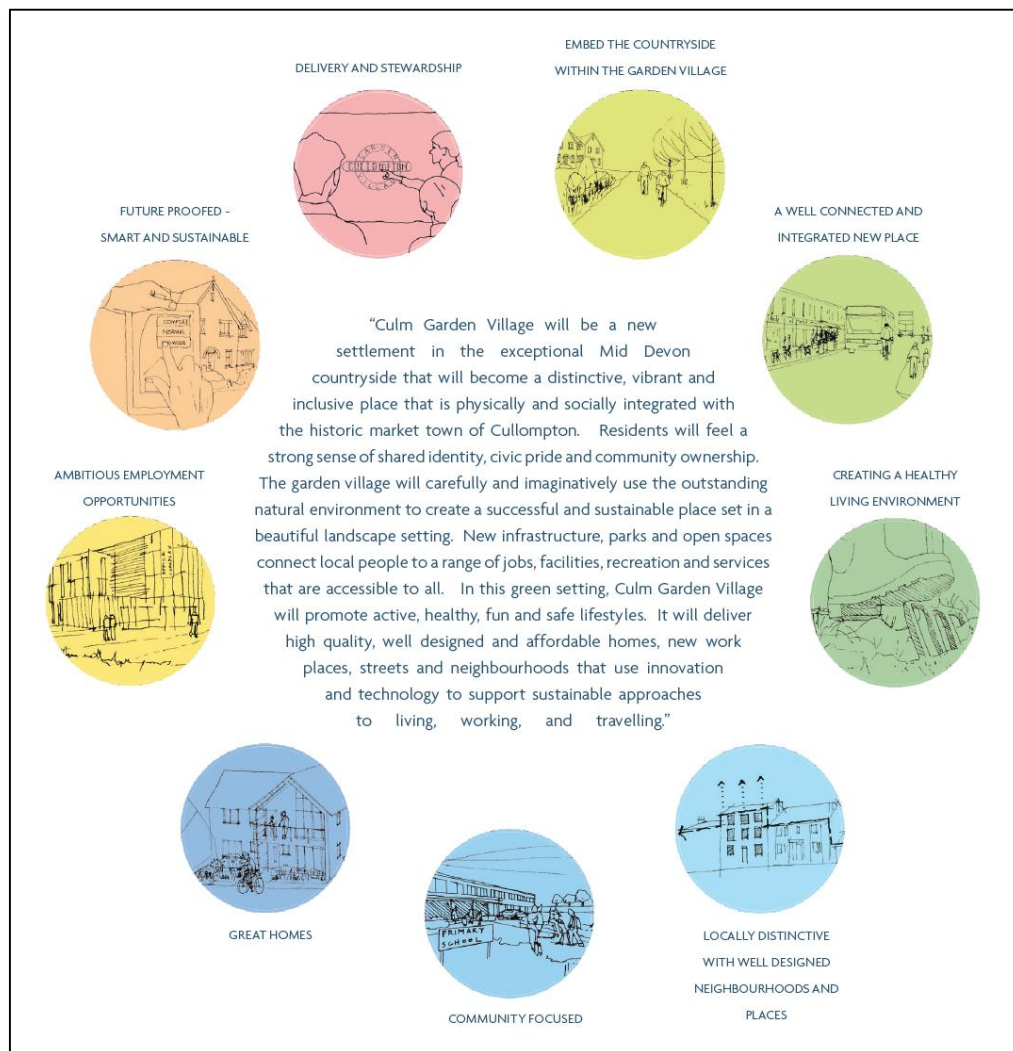 DELIVERY AND STEWARDSHIP
EMBED THE COUNTRYSIDE
WITHIN THE GARDEN VILLAGE
GARDEN
CULLOMPTON
VILLAGE
FUTURE PROOFED -
SMART AND SUSTAINABLE
A WELL CONNECTED AND
INTEGRATED NEW PLACE
COMFORT
NORMAL
“Culm Garden Village will be a new
settlement in the exceptional Mid Devon
countryside that will become a distinctive, vibrant and
inclusive place that is physically and socially integrated with
the historic market town of Cullompton. Residents will feel a
strong sense of shared identity, civic pride and community ownership.
The garden village will carefully and imaginatively use the outstanding
natural environment to create a successful and sustainable place set in a
beautiful landscape setting. New infrastructure, parks and open spaces
connect local people to a range of jobs, facilities, recreation and services
that are accessible to all. In this green setting, Culm Garden Village
will promote active, healthy, fun and safe lifestyles. It will deliver
high quality, well designed and affordable homes, new work
places, streets and neighbourhoods that use innovation
and technology to support sustainable approaches
to living, working, and travelling.”
AMBITIOUS EMPLOYMENT
OPPORTUNITIES
CREATING A HEALTHY
LIVING ENVIRONMENT
GREAT HOMES
PRIMARY
SCHOOL
COMMUNITY FOCUSED
LOCALLY DISTINCTIVE
WITH WELL DESIGNED
NEIGHBOURHOODS AND
PLACES